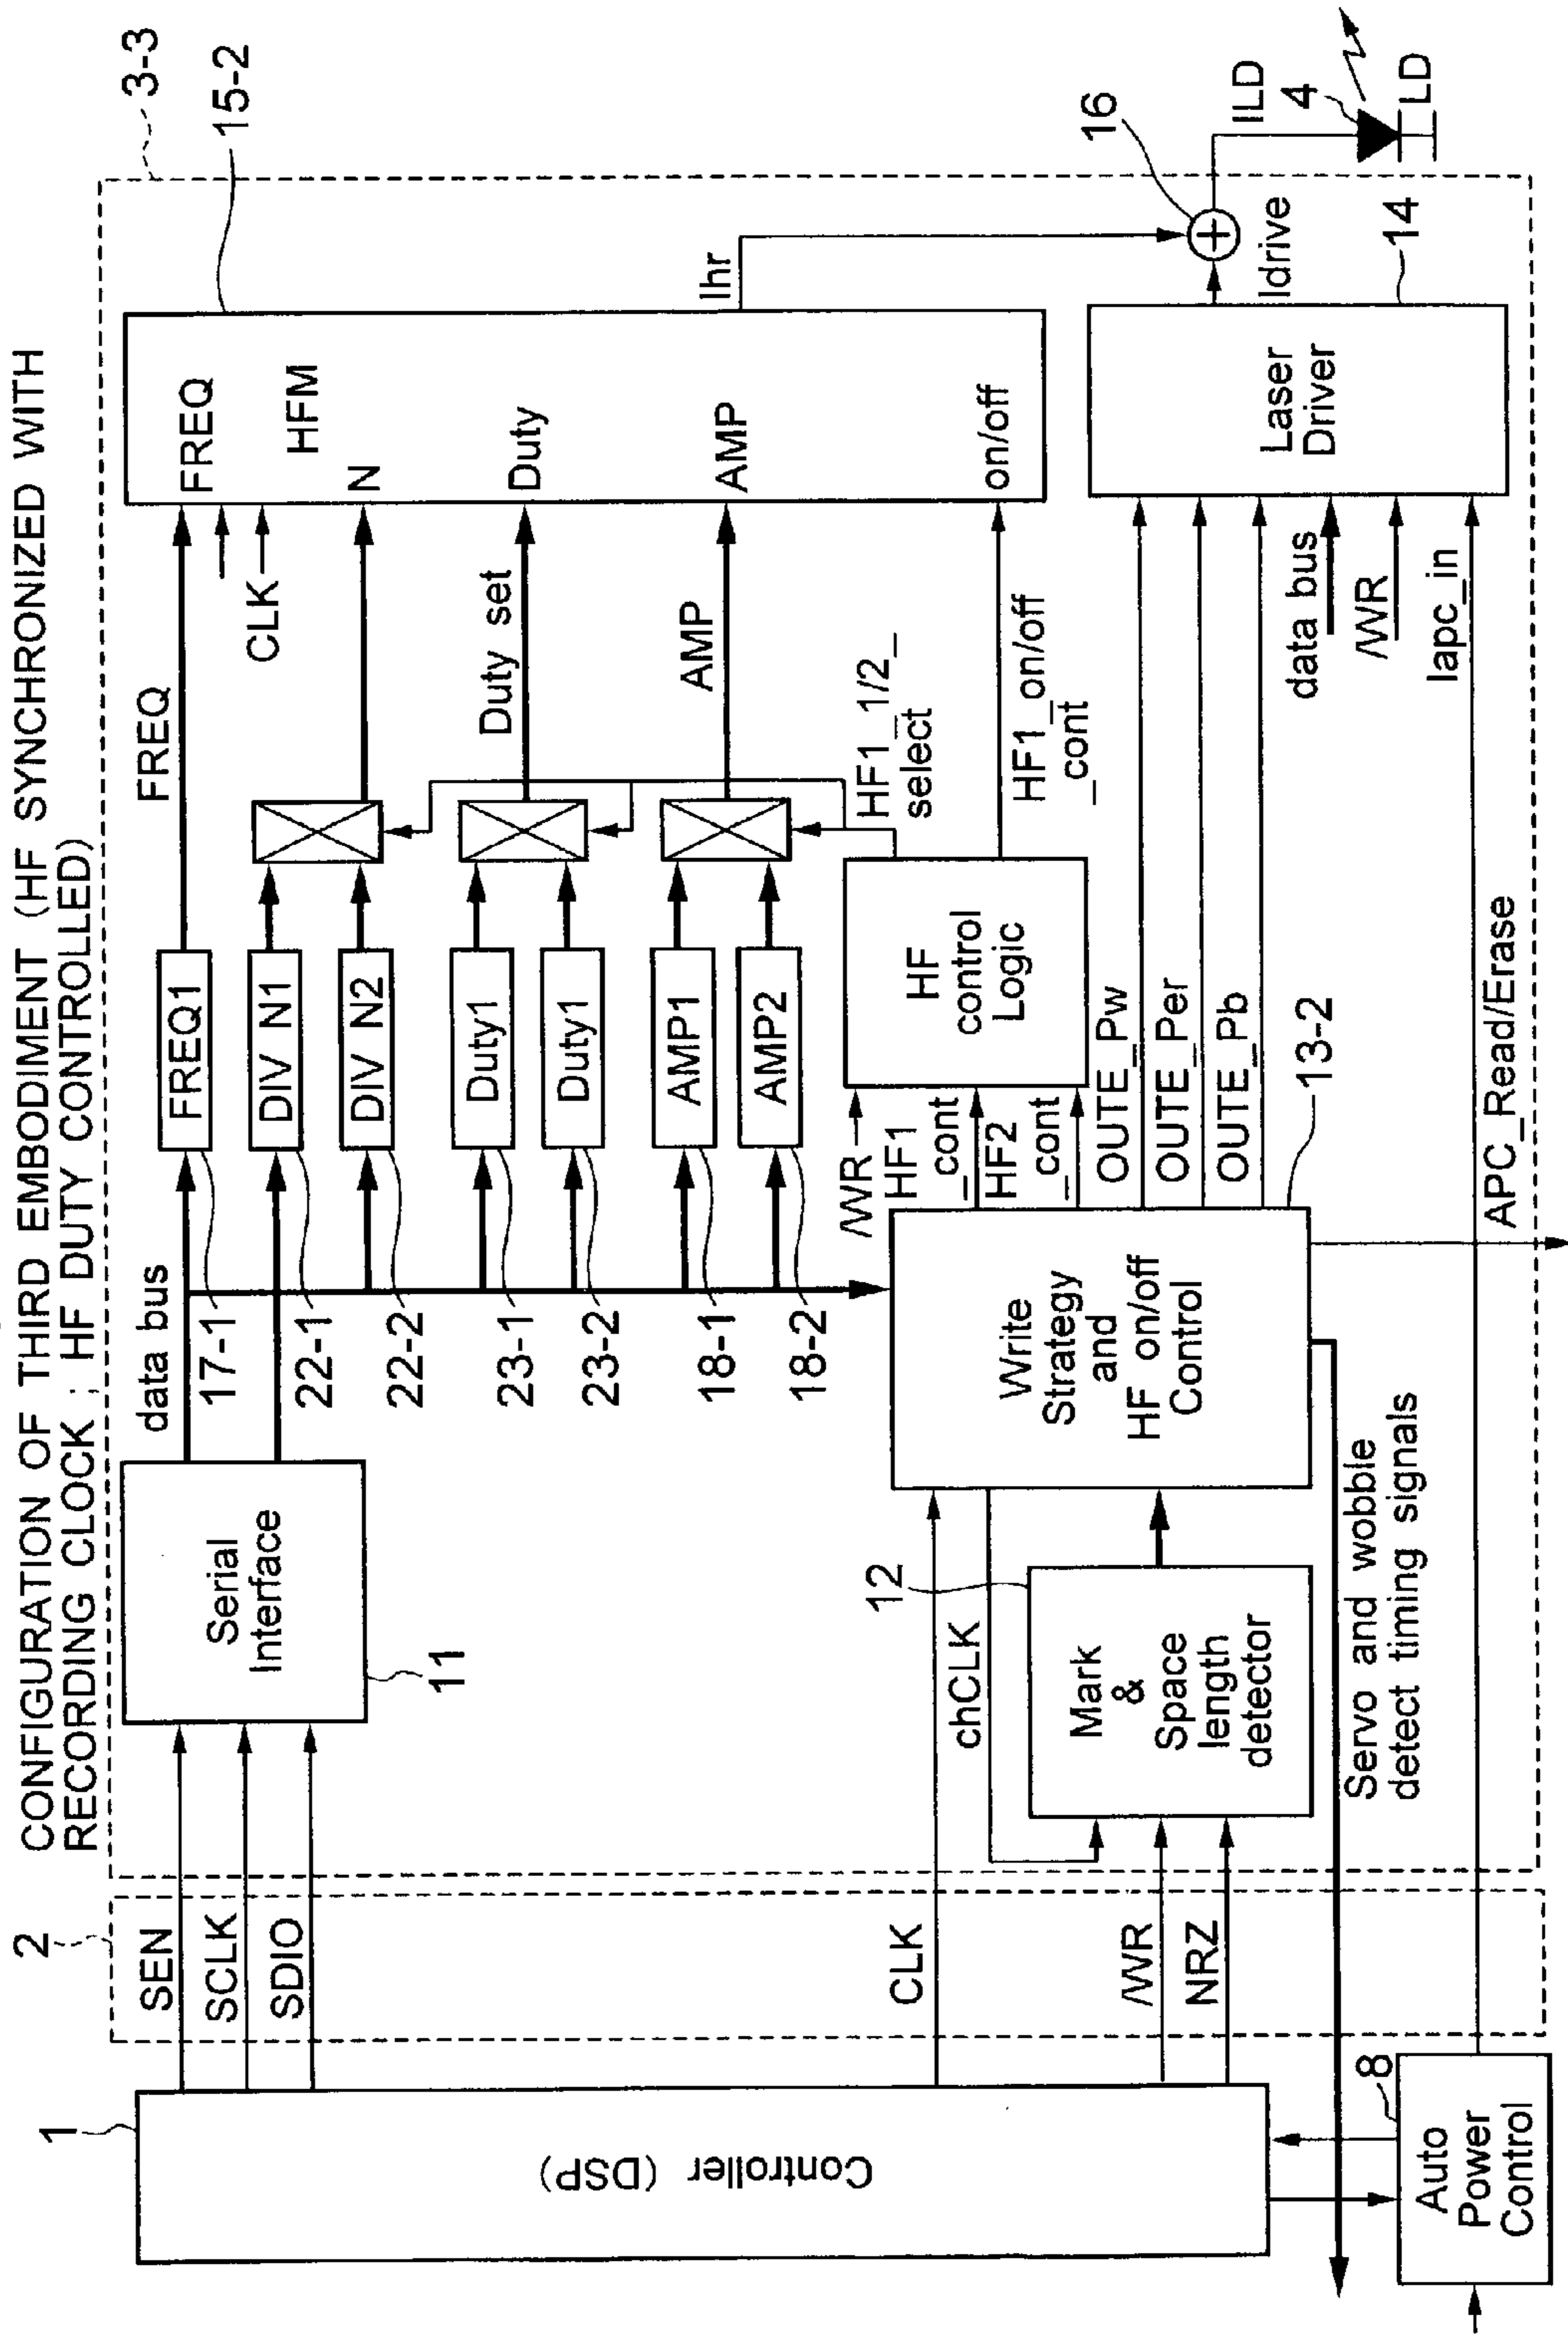 CONFIGURATION OF THIRD EMBODIMENT (HF SYNCHRONIZED WITH
RECORDING CLOCK ; HF DUTY CONTROLLED)
1
2
3-3
Controller (DSP)
SEN
SCLK
SDIO
CLK
/WR
NRZ
8
Auto
Power
Control
Serial
Interface
11
data bus
17-1
22-1
22-2
23-1
23-2
18-1
18-2
FREQ1
DIV N1
DIV N2
Duty1
Duty1
AMP1
AMP2
FREQ
CLK
Duty set
AMP
15-2
FREQ
HFM
N
Duty
AMP
on/off
Ihr
chCLK
12
Mark
&
Space
length
detector
Write
Strategy
and
HF on/off
Control
13-2
/WR
HF1
_cont
HF2
_cont
HF
control
Logic
HF1_1/2_
select
HF1_on/off
_cont
OUTE_Pw
OUTE_Per
OUTE_Pb
data bus
/WR
Iapc_in
Laser
Driver
14
Idrive
16
ILD
4
LD
Servo and wobble
detect timing signals
APC_Read/Erase